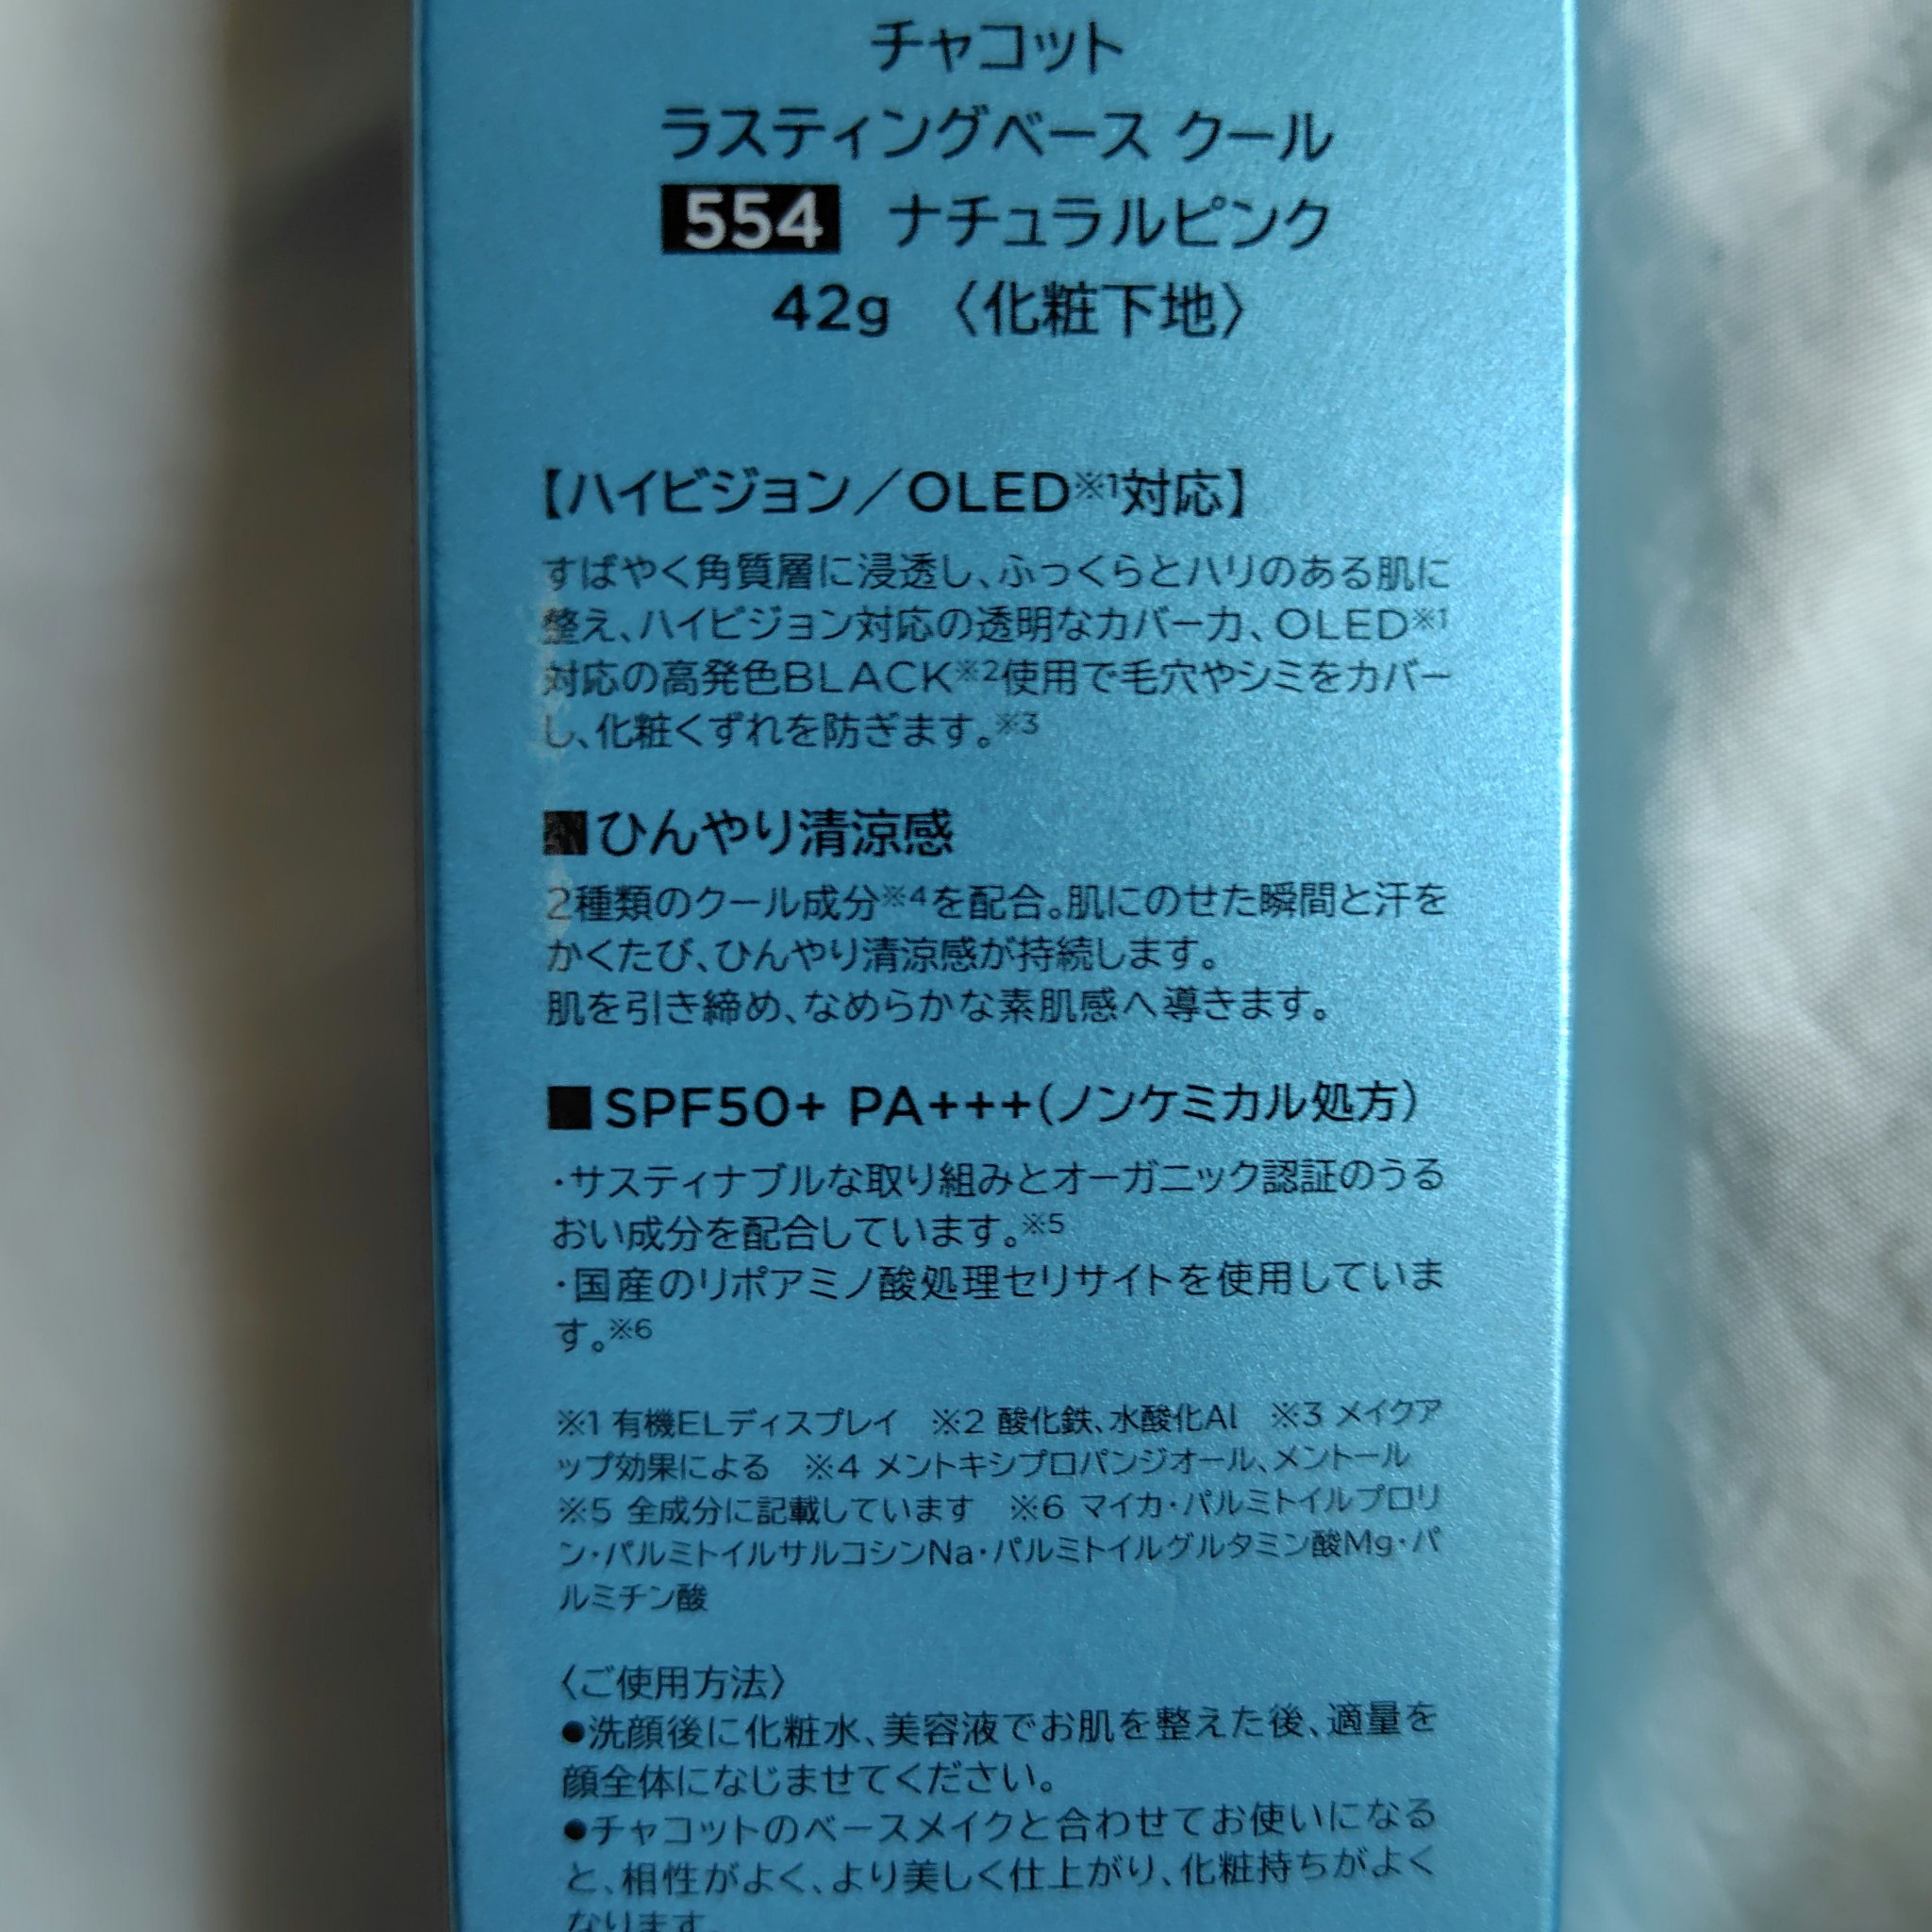 チャコット
ラスティングベース クール
554 ナチュラルピンク
42g 〈化粧下地〉
【ハイビジョン／OLED※1対応】
すばやく角質層に浸透し、ふっくらとハリのある肌に
整え、ハイビジョン対応の透明なカバー力、OLED※1
対応の高発色BLACK※2使用で毛穴やシミをカバー
し、化粧くずれを防ぎます。※3
■ひんやり清涼感
2種類のクール成分※4を配合。肌にのせた瞬間と汗を
かくたび、ひんやり清涼感が持続します。
肌を引き締め、なめらかな素肌感へ導きます。
■SPF50+ PA+++（ノンケミカル処方）
・サスティナブルな取り組みとオーガニック認証のうる
おい成分を配合しています。※5
・国産のリポアミノ酸処理セリサイトを使用していま
す。※6
※1 有機ELディスプレイ ※2 酸化鉄、水酸化Al ※3 メイクア
ップ効果による ※4 メントキシプロパンジオール、メントール
※5 全成分に記載しています ※6 マイカ・パルミトイルプロリ
ン・パルミトイルサルコシンNa・パルミトイルグルタミン酸Mg・パ
ルミチン酸
〈ご使用方法〉
●洗顔後に化粧水、美容液でお肌を整えた後、適量を
顔全体になじませてください。
●チャコットのベースメイクと合わせてお使いになる
と、相性がよく、より美しく仕上がり、化粧持ちがよく
なります。